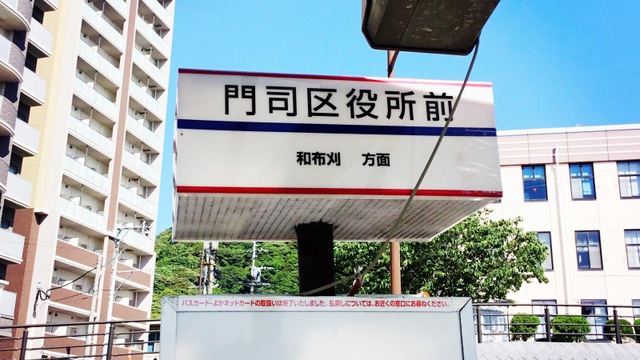 門司区役所前
和布刈 方面
バスカード・よかネットカードの取扱いは終了いたしました。払戻しについては、お近くの窓口にお尋ねください。